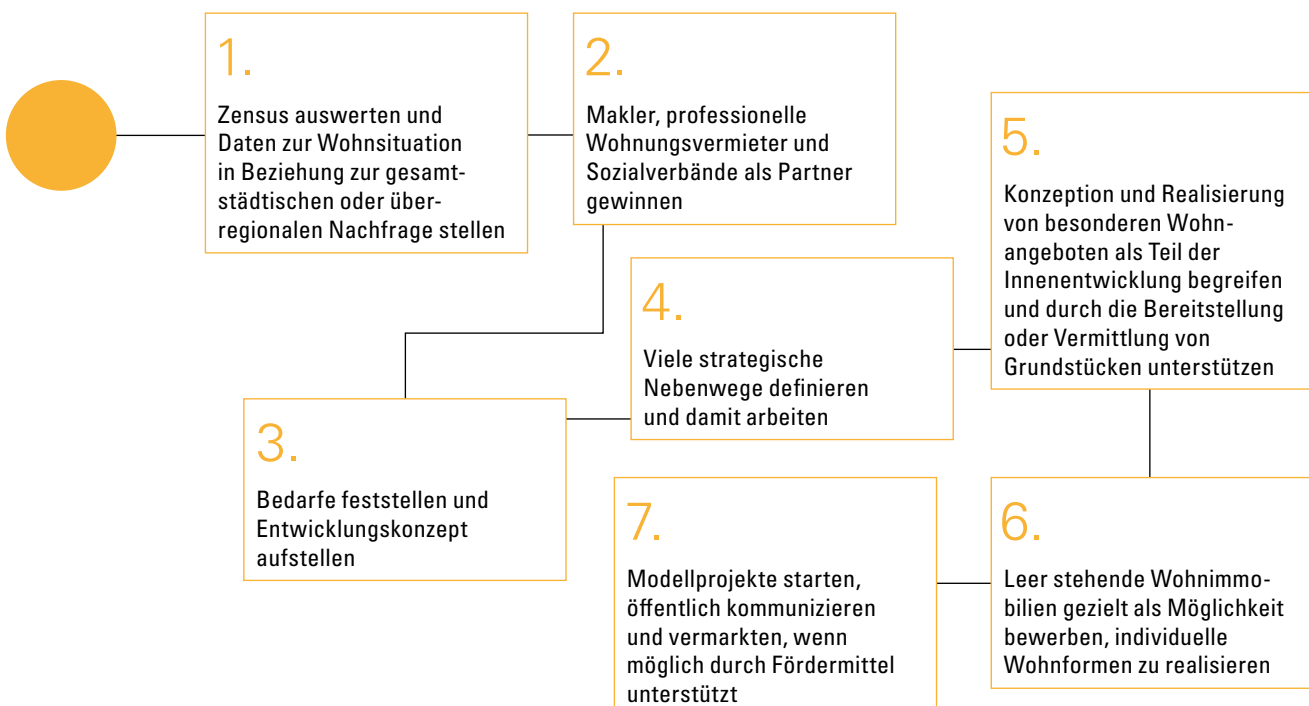 1.
Zensus auswerten und
Daten zur Wohnsituation
in Beziehung zur gesamt-
städtischen oder über-
regionalen Nachfrage stellen
2.
Makler, professionelle
Wohnungsvermieter und
Sozialverbände als Partner
gewinnen
3.
Bedarfe feststellen und
Entwicklungskonzept
aufstellen
4.
Viele strategische
Nebenwege definieren
und damit arbeiten
5.
Konzeption und Realisierung
von besonderen Wohn-
angeboten als Teil der
Innenentwicklung begreifen
und durch die Bereitstellung
oder Vermittlung von
Grundstücken unterstützen
6.
Leer stehende Wohnimmo-
bilien gezielt als Möglichkeit
bewerben, individuelle
Wohnformen zu realisieren
7.
Modellprojekte starten,
öffentlich kommunizieren
und vermarkten, wenn
möglich durch Fördermittel
unterstützt